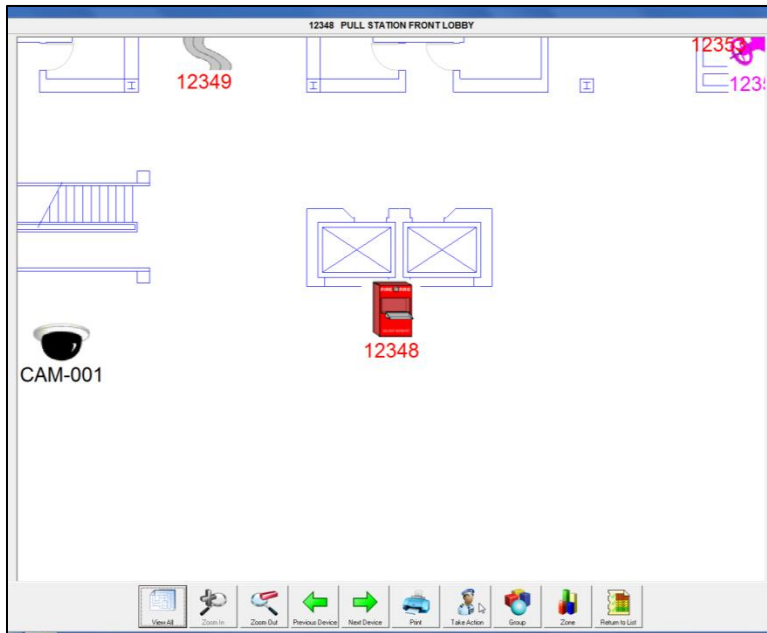 12348 PULL STATION FRONT LOBBY
12349
12353
CAM-001
12348
View All
Zoom In
Zoom Out
Previous Device
Next Device
Print
Take Action
Group
Zone
Return to List